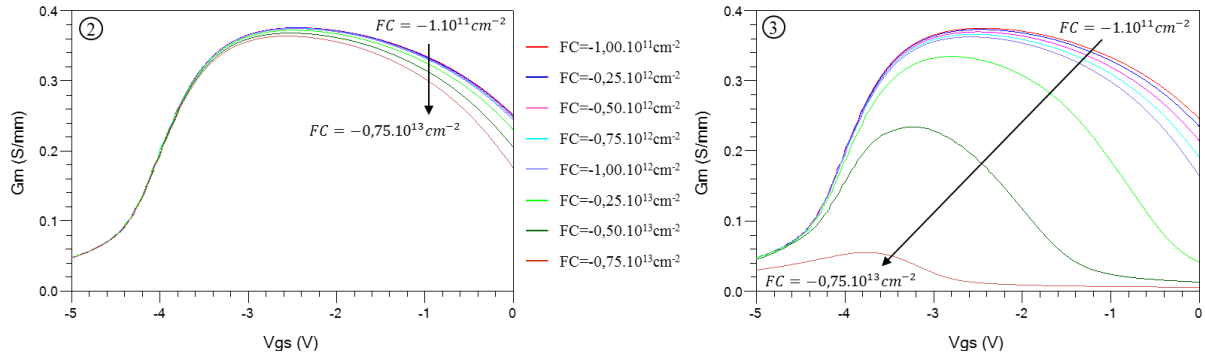 ②
FC = −1.10¹¹cm⁻²
FC = −0,75.10¹³cm⁻²
Gm (S/mm)
0.4
0.3
0.2
0.1
0.0
-5 -4 -3 -2 -1 0
Vgs (V)
FC=-1,00.10¹¹cm⁻²
FC=-0,25.10¹²cm⁻²
FC=-0,50.10¹²cm⁻²
FC=-0,75.10¹²cm⁻²
FC=-1,00.10¹²cm⁻²
FC=-0,25.10¹³cm⁻²
FC=-0,50.10¹³cm⁻²
FC=-0,75.10¹³cm⁻²
③
FC = −1.10¹¹cm⁻²
FC = −0,75.10¹³cm⁻²
Gm (S/mm)
0.4
0.3
0.2
0.1
0.0
-5 -4 -3 -2 -1 0
Vgs (V)